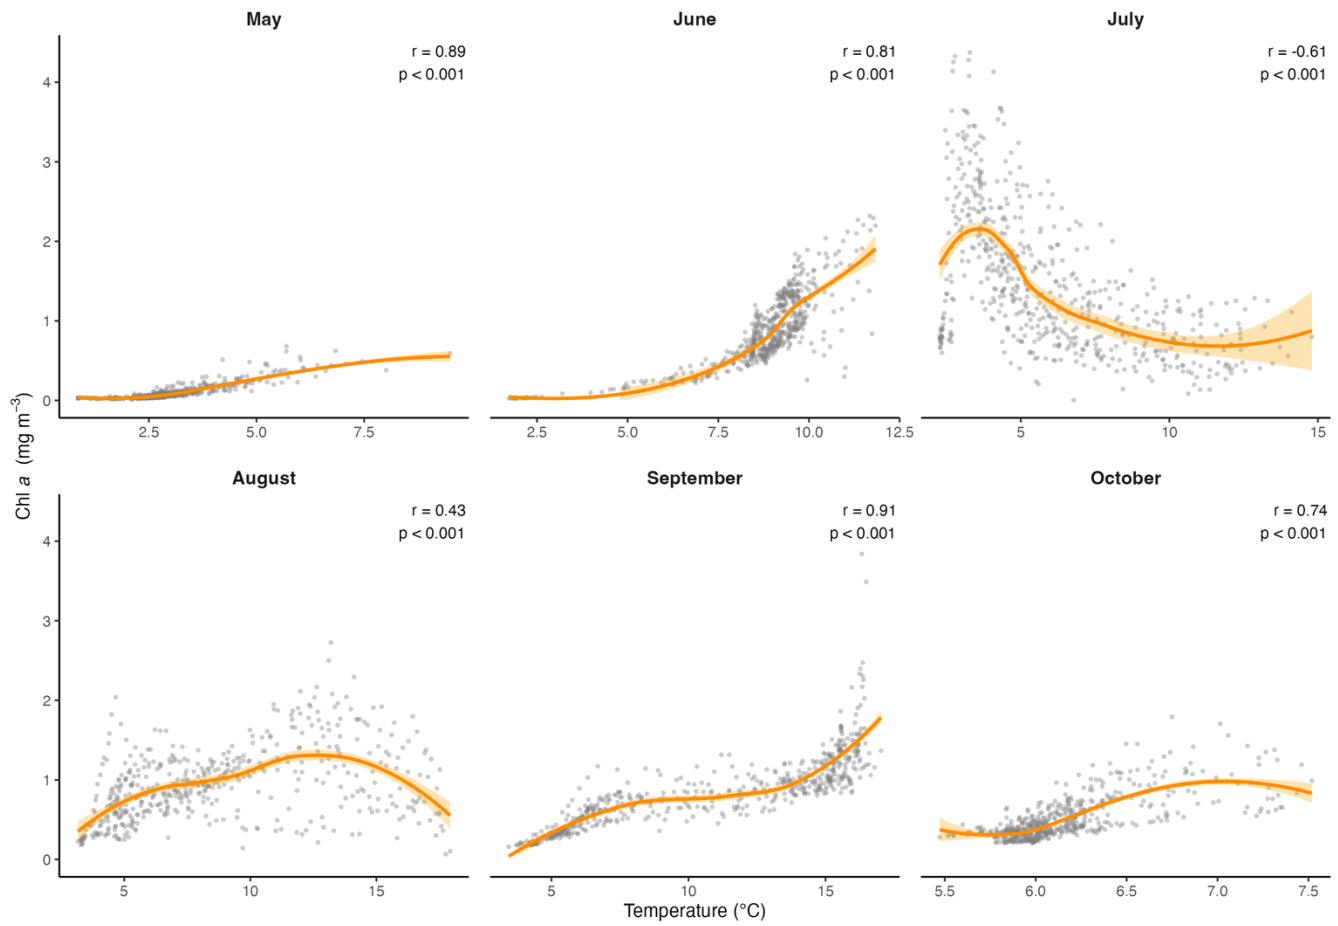 May
June
July
r = 0.89
p < 0.001
r = 0.81
p < 0.001
r = -0.61
p < 0.001
4
3
2
1
0
2.5
5.0
7.5
2.5
5.0
7.5
10.0
12.5
5
10
15
August
September
October
r = 0.43
p < 0.001
r = 0.91
p < 0.001
r = 0.74
p < 0.001
4
3
2
1
0
5
10
15
5
10
15
5.5
6.0
6.5
7.0
7.5
Chl a (mg m⁻³)
Temperature (°C)